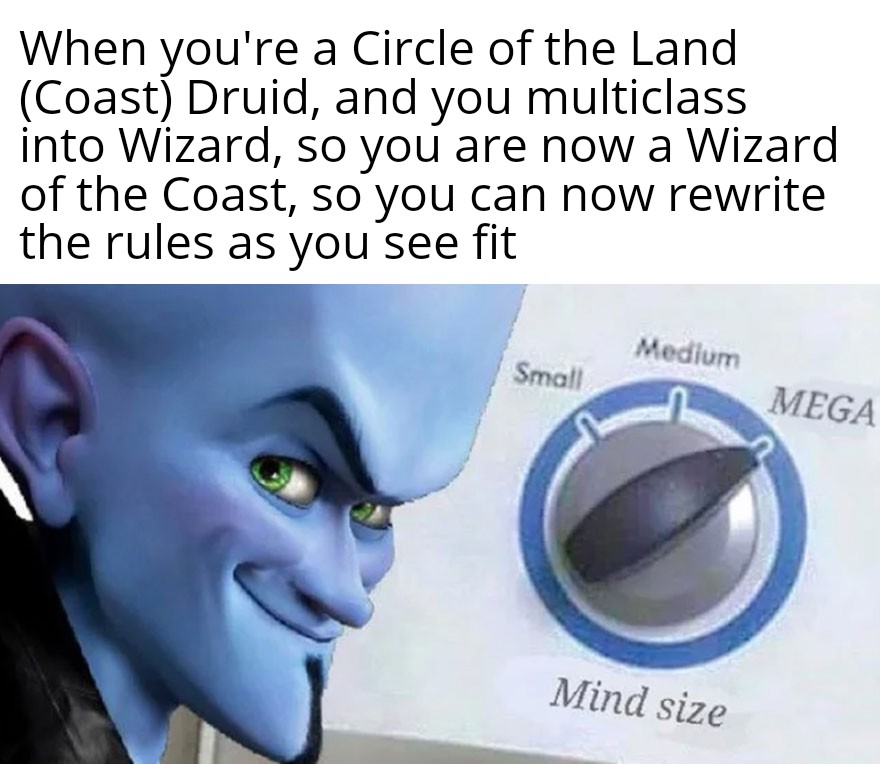 When you're a Circle of the Land
(Coast) Druid, and you multiclass
into Wizard, so you are now a Wizard
of the Coast, so you can now rewrite
the rules as you see fit
Small
Medium
MEGA
Mind size